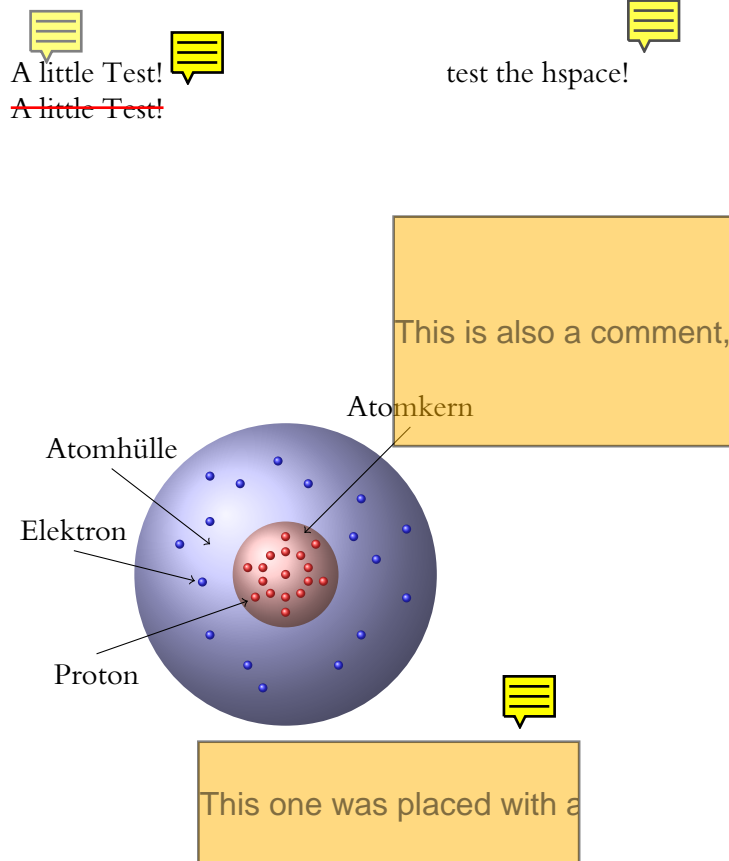 A little Test!
test the hspace!
A little Test!
This is also a comment,
Atomkern
Atomhülle
Elektron
Proton
This one was placed with a